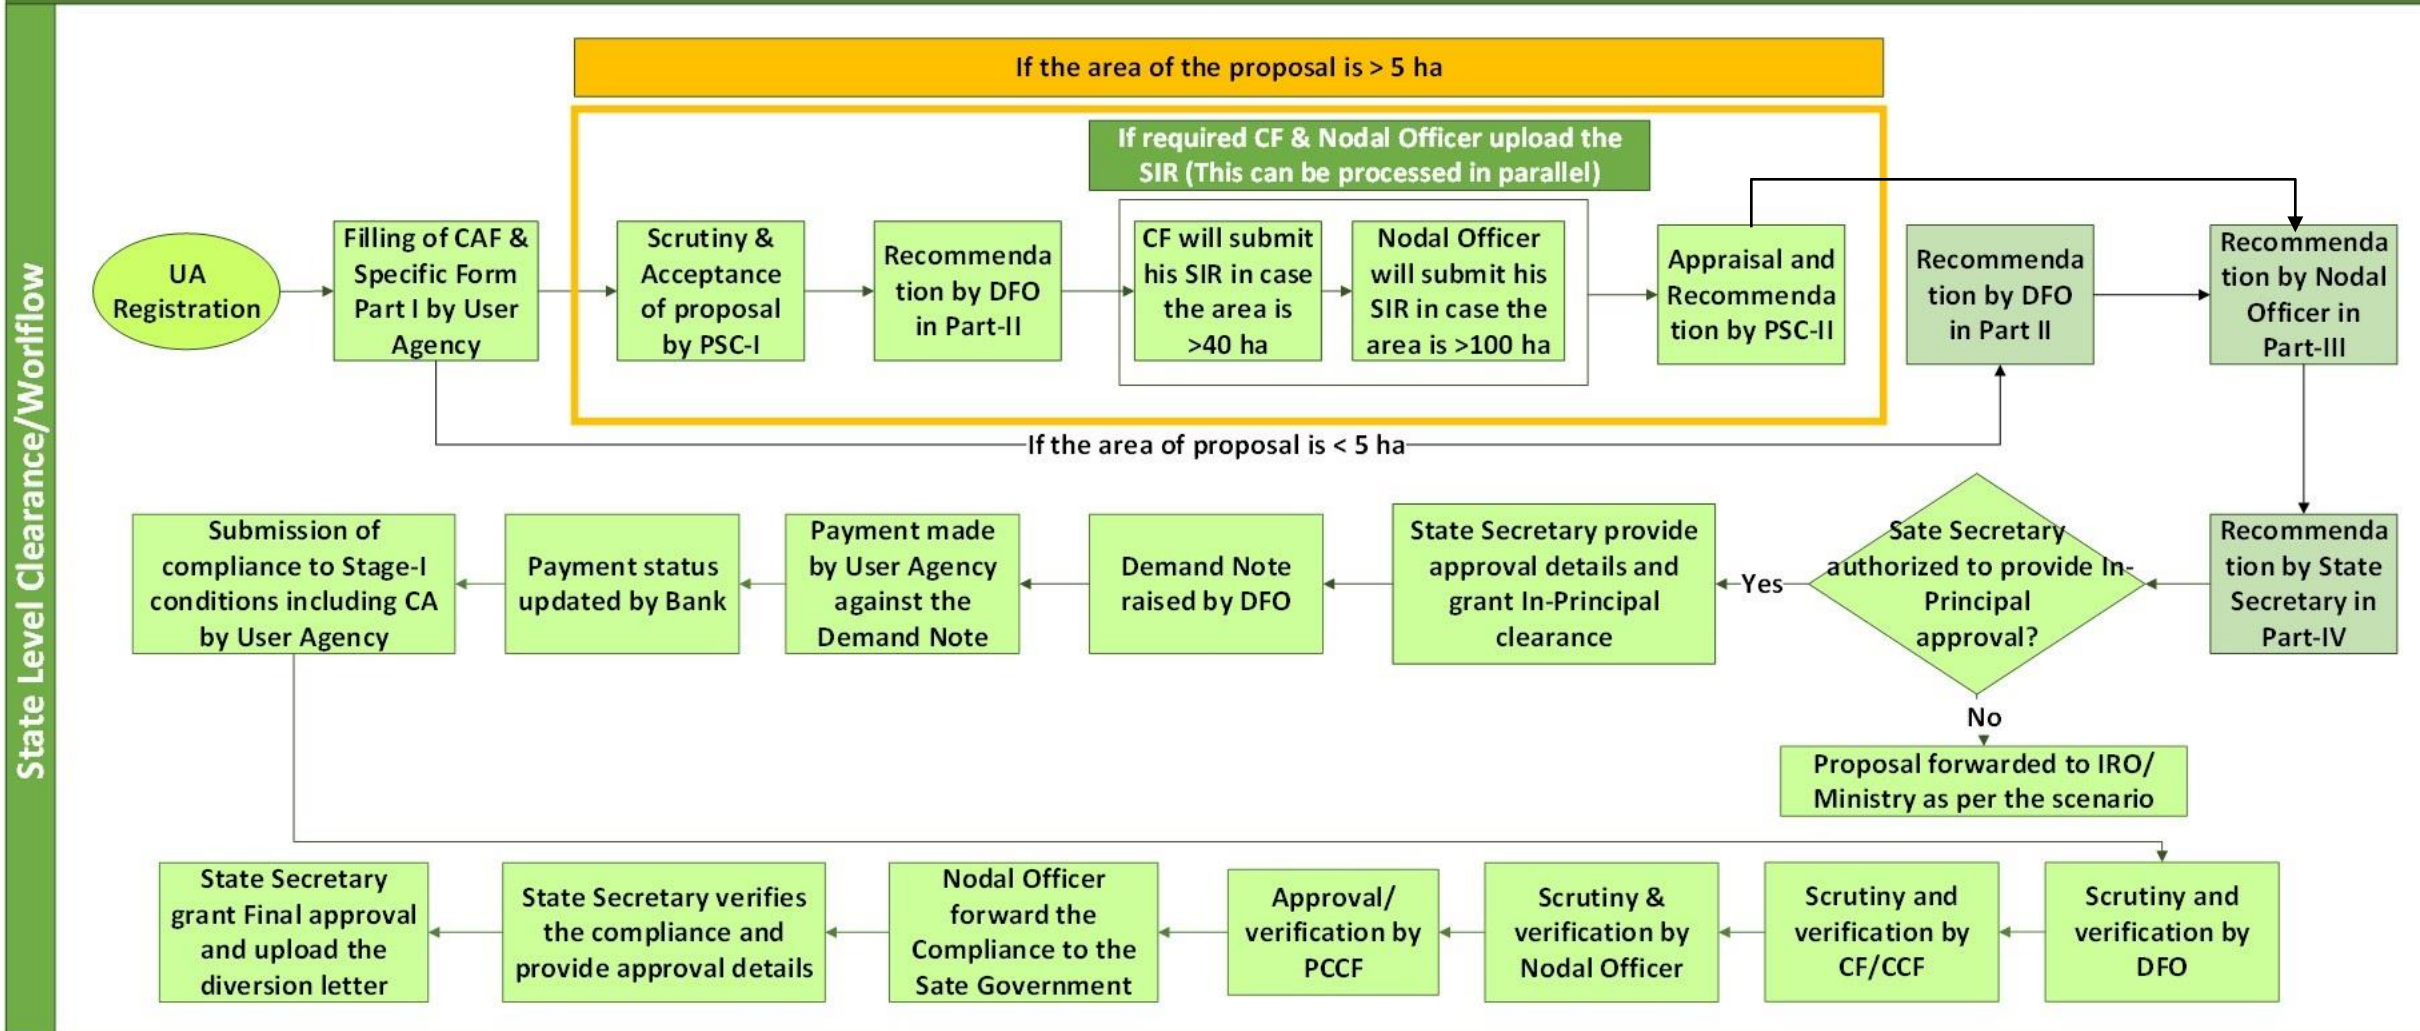 State Level Clearance/Worflow
If the area of the proposal is > 5 ha
If required CF & Nodal Officer upload the
SIR (This can be processed in parallel)
UA
Registration
Filling of CAF &
Specific Form
Part I by User
Agency
Scrutiny &
Acceptance
of proposal
by PSC-I
Recommenda
tion by DFO
in Part-II
CF will submit
his SIR in case
the area is
>40 ha
Nodal Officer
will submit his
SIR in case the
area is >100 ha
Appraisal and
Recommenda
tion by PSC-II
Recommenda
tion by DFO
in Part II
Recommenda
tion by Nodal
Officer in
Part-III
If the area of proposal is < 5 ha
Recommenda
tion by State
Secretary in
Part-IV
Sate Secretary
authorized to provide In-
Principal
approval?
Yes
No
Proposal forwarded to IRO/
Ministry as per the scenario
State Secretary provide
approval details and
grant In-Principal
clearance
Demand Note
raised by DFO
Payment made
by User Agency
against the
Demand Note
Payment status
updated by Bank
Submission of
compliance to Stage-I
conditions including CA
by User Agency
Scrutiny and
verification by
DFO
Scrutiny and
verification by
CF/CCF
Scrutiny &
verification by
Nodal Officer
Approval/
verification by
PCCF
Nodal Officer
forward the
Compliance to the
Sate Government
State Secretary verifies
the compliance and
provide approval details
State Secretary
grant Final approval
and upload the
diversion letter